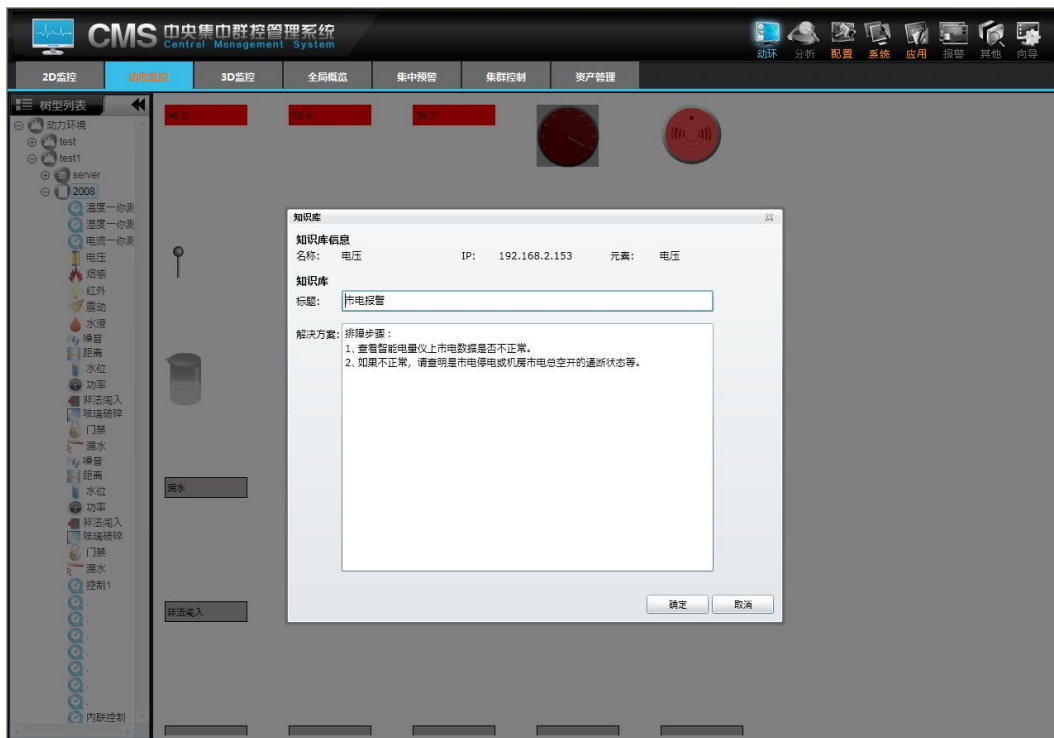 CMS 中央集中群控管理系统
Central Management System
动环 分析 配置 系统 应用 报警 其他 向导
2D监控 动态监控 3D监控 全局概览 集中预警 集群控制 资产管理
树型列表
动力环境
test
test1
server
2008
温度一你测
湿度一你测
电流一你测
电压
烟感
红外
震动
水浸
噪音
距离
水位
功率
非法闯入
玻璃破碎
门禁
漏水
噪音
距离
水位
功率
非法闯入
玻璃破碎
门禁
漏水
控制1
.
.
.
.
.
.
.
内联控制
96.2
70.9
30.7
漏水
非法闯入
知识库
知识库信息
名称: 电压 IP: 192.168.2.153 元素: 电压
知识库
标题: 市电报警
解决方案: 排障步骤：
1、查看智能电量仪上市电数据是否不正常。
2、如果不正常，请查明是市电停电或机房市电总空开的通断状态等。
确定 取消